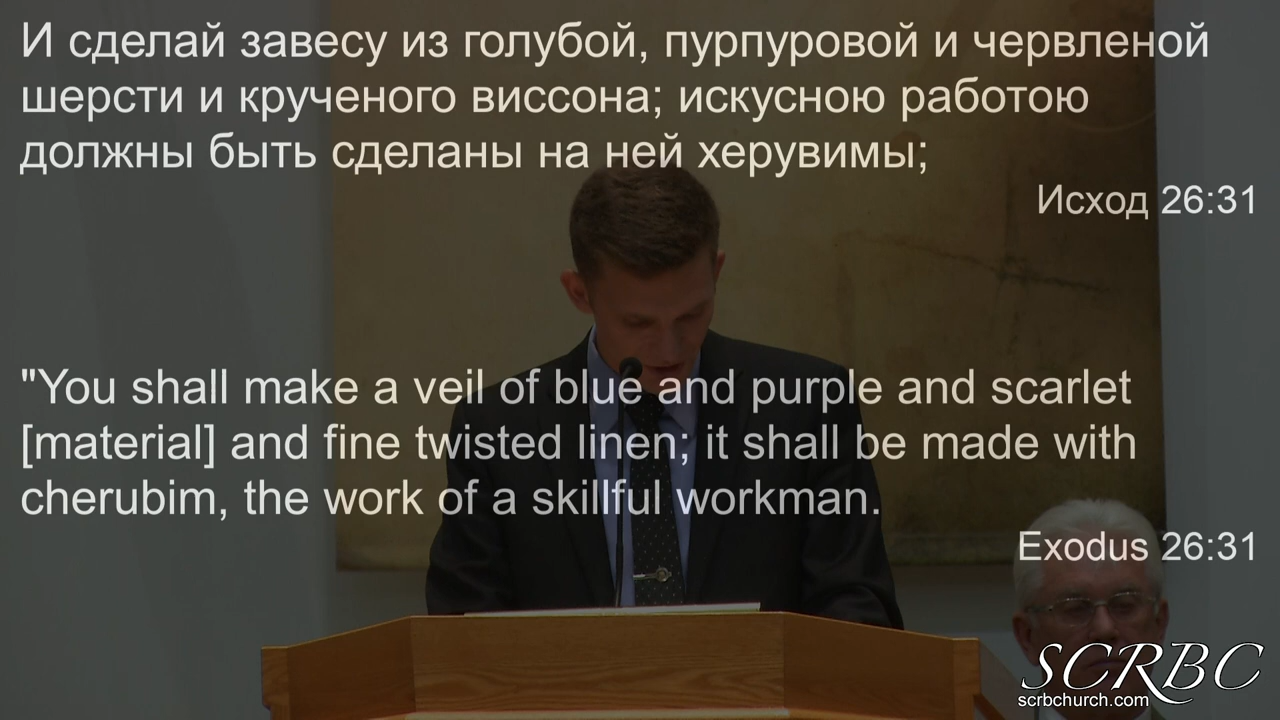 И сделай завесу из голубой, пурпуровой и червленой
шерсти и крученого виссона; искусною работою
должны быть сделаны на ней херувимы;
Исход 26:31
"You shall make a veil of blue and purple and scarlet
[material] and fine twisted linen; it shall be made with
cherubim, the work of a skillful workman.
Exodus 26:31
SCRBC
scrbchurch.com